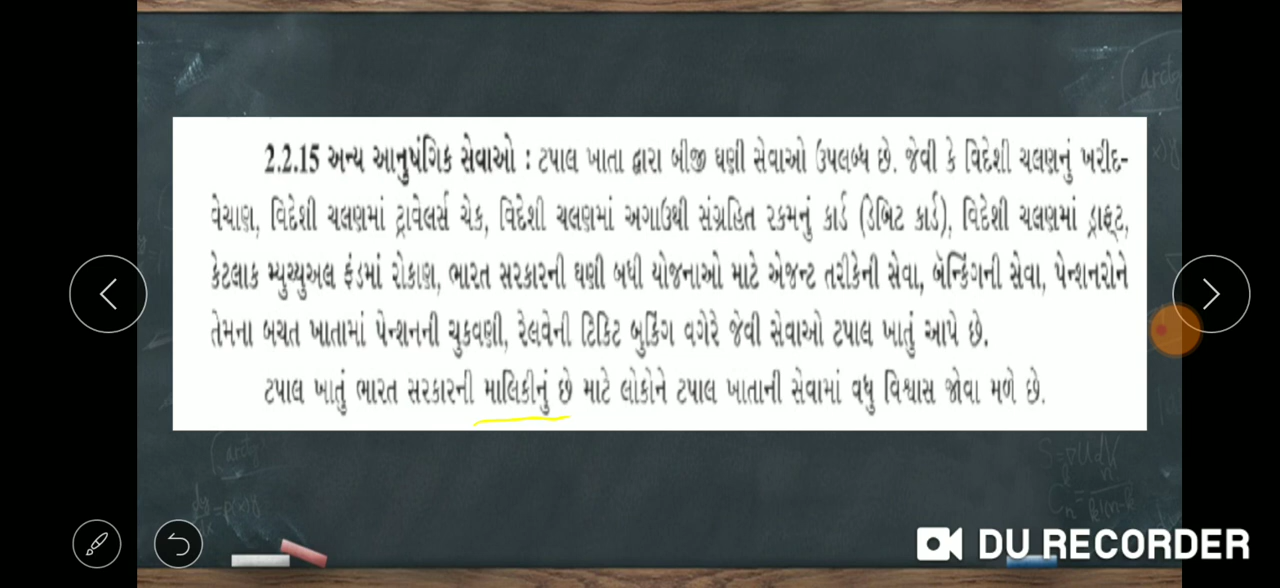 2.2.15 અન્ય આનુષંગિક સેવાઓ : ટપાલ ખાતા દ્વારા બીજી ઘણી સેવાઓ ઉપલબ્ધ છે. જેવી કે વિદેશી ચલણનું ખરીદ-
વેચાણ, વિદેશી ચલણમાં ટ્રાવેલર્સ ચેક, વિદેશી ચલણમાં અગાઉથી સંગ્રહિત રકમનું કાર્ડ (ડેબિટ કાર્ડ), વિદેશી ચલણમાં ડ્રાફ્ટ,
કેટલાક મ્યુચ્યુઅલ ફંડમાં રોકાણ, ભારત સરકારની ઘણી બધી યોજનાઓ માટે એજન્ટ તરીકેની સેવા, બૅન્કિંગની સેવા, પેન્શનરોને
તેમના બચત ખાતામાં પેન્શનની ચુકવણી, રેલવેની ટિકિટ બુકિંગ વગેરે જેવી સેવાઓ ટપાલ ખાતું આપે છે.
ટપાલ ખાતું ભારત સરકારની માલિકીનું છે માટે લોકોને ટપાલ ખાતાની સેવામાં વધુ વિશ્વાસ જોવા મળે છે.
DU RECORDER